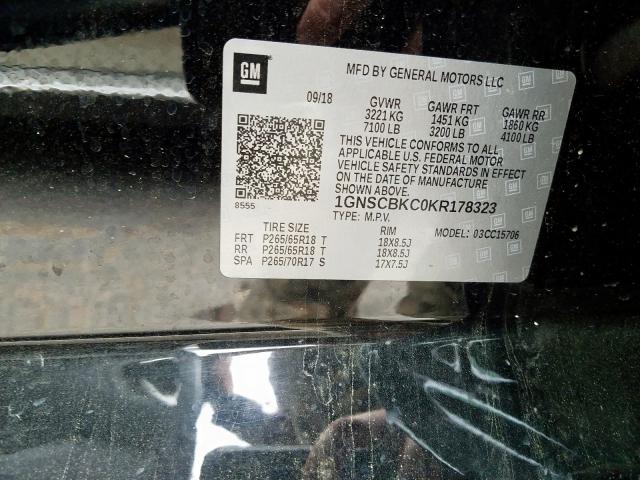 GM
MFD BY GENERAL MOTORS LLC
09/18 GVWR GAWR FRT GAWR RR
3221 KG 1451 KG 1860 KG
7100 LB 3200 LB 4100 LB
THIS VEHICLE CONFORMS TO ALL
APPLICABLE U.S. FEDERAL MOTOR
VEHICLE SAFETY STANDARDS IN EFFECT
ON THE DATE OF MANUFACTURE
SHOWN ABOVE.
8555 1GNSCBKC0KR178323
TYPE: M.P.V. MODEL: 03CC15706
TIRE SIZE RIM
FRT P265/65R18 T 18X8.5J
RR P265/65R18 T 18X8.5J
SPA P265/70R17 S 17X7.5J